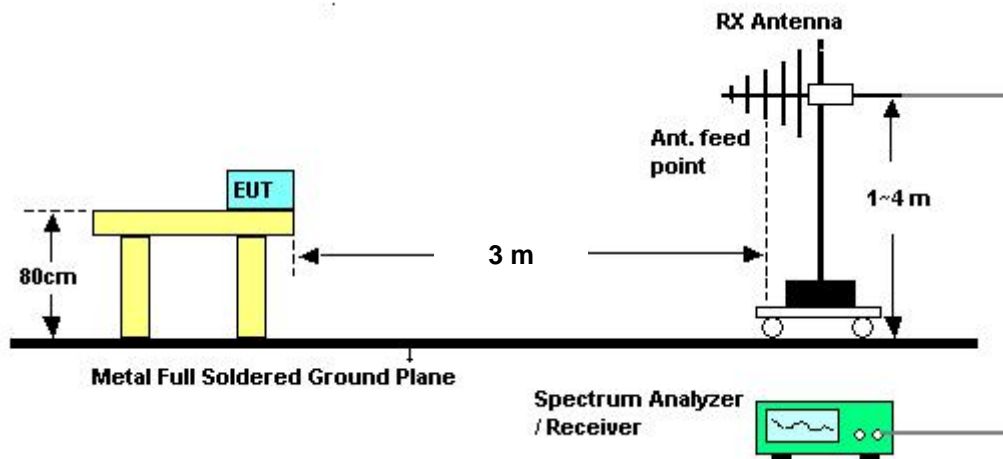 RX Antenna
Ant. feed
point
EUT
1~4 m
3 m
80cm
Metal Full Soldered Ground Plane
Spectrum Analyzer
/ Receiver